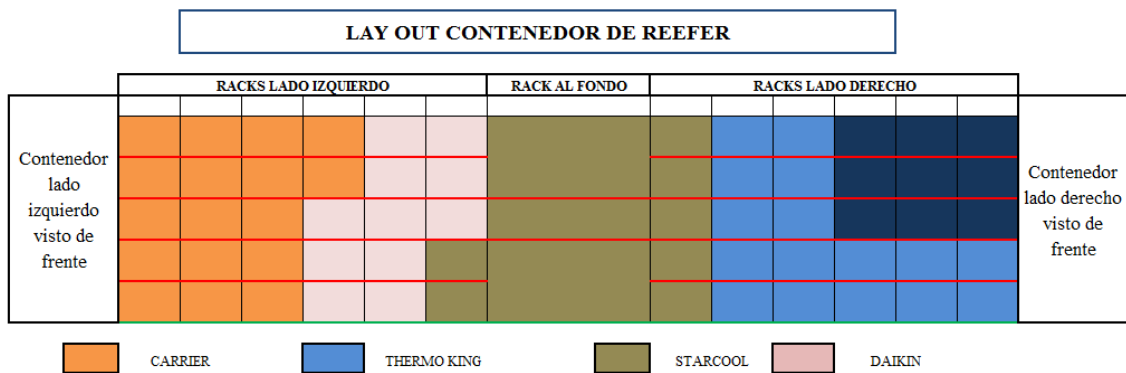 LAY OUT CONTENEDOR DE REEFER
RACKS LADO IZQUIERDO
RACK AL FONDO
RACKS LADO DERECHO
Contenedor
lado
izquierdo
visto de
frente
Contenedor
lado derecho
visto de
frente
CARRIER
THERMO KING
STARCOOL
DAIKIN